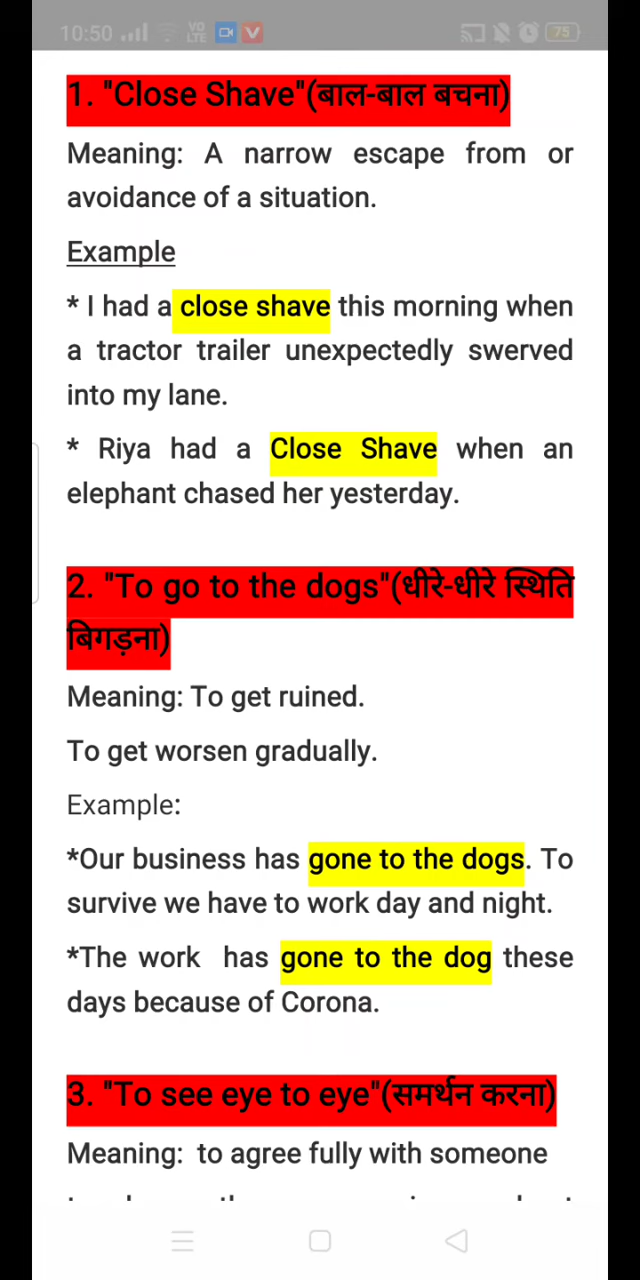 10:50 VO LTE 75
1. "Close Shave"(बाल-बाल बचना)
Meaning: A narrow escape from or
avoidance of a situation.
Example
* I had a close shave this morning when
a tractor trailer unexpectedly swerved
into my lane.
* Riya had a Close Shave when an
elephant chased her yesterday.
2. "To go to the dogs"(धीरे-धीरे स्थिति
बिगड़ना)
Meaning: To get ruined.
To get worsen gradually.
Example:
*Our business has gone to the dogs. To
survive we have to work day and night.
*The work has gone to the dog these
days because of Corona.
3. "To see eye to eye"(समर्थन करना)
Meaning: to agree fully with someone